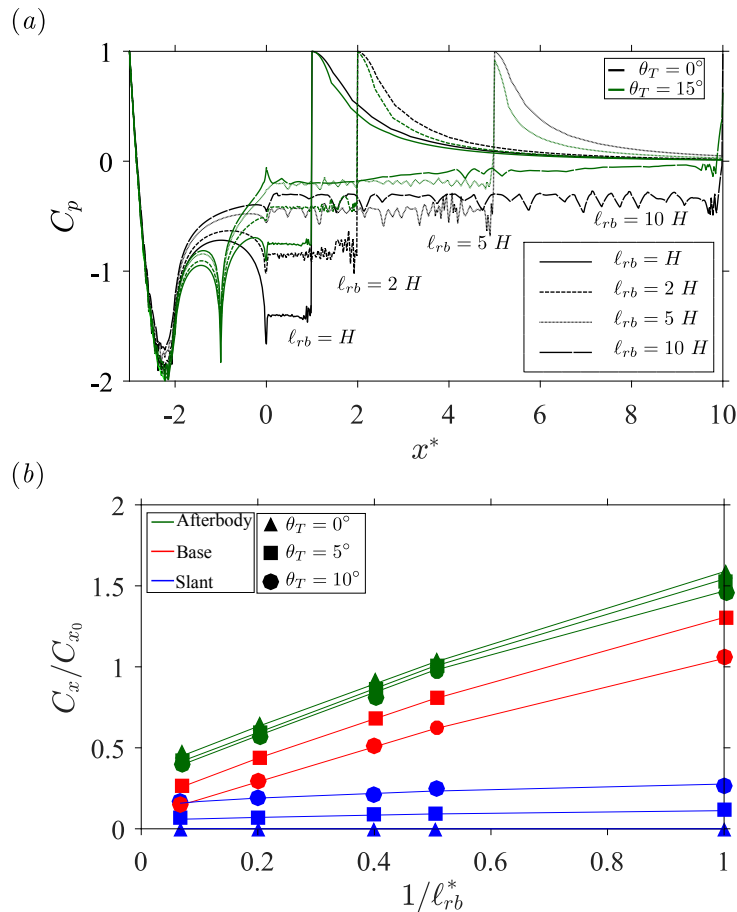 (a)
1
0
-1
-2
C_p
θ_T = 0°
θ_T = 15°
ℓ_rb = 10 H
ℓ_rb = 5 H
ℓ_rb = 2 H
ℓ_rb = H
ℓ_rb = H
ℓ_rb = 2 H
ℓ_rb = 5 H
ℓ_rb = 10 H
-2 0 2 4 6 8 10
x*
(b)
2
1.5
1
0.5
0
C_x/C_{x_0}
Afterbody
Base
Slant
θ_T = 0°
θ_T = 5°
θ_T = 10°
0 0.2 0.4 0.6 0.8 1
1/ℓ*_rb